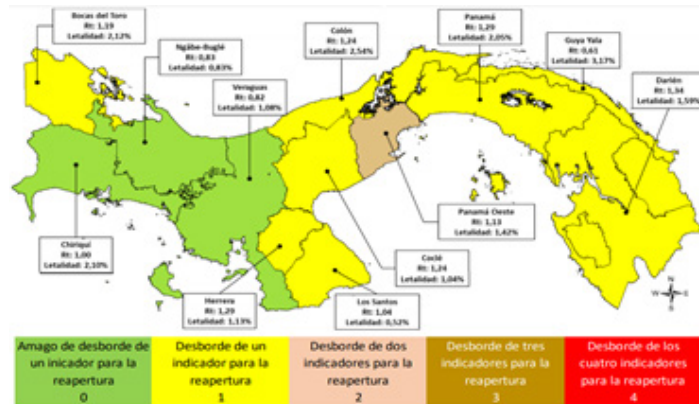 Bocas del Toro
Rt: 1,19
Letalidad: 2,12%
Ngäbe-Buglé
Rt: 0,83
Letalidad: 0,83%
Veraguas
Rt: 0,82
Letalidad: 1,08%
Colón
Rt: 1,24
Letalidad: 2,54%
Panamá
Rt: 1,29
Letalidad: 2,05%
Guya Yala
Rt: 0,61
Letalidad: 3,17%
Darién
Rt: 1,34
Letalidad: 1,59%
Chiriquí
Rt: 1,00
Letalidad: 2,10%
Herrera
Rt: 1,29
Letalidad: 1,13%
Los Santos
Rt: 1,04
Letalidad: 0,52%
Coclé
Rt: 1,24
Letalidad: 1,04%
Panamá Oeste
Rt: 1,13
Letalidad: 1,42%
N
W
E
S
Amago de desborde de
un inicador para la
reapertura
0
Desborde de un
indicador para la
reapertura
1
Desborde de dos
indicadores para la
reapertura
2
Desborde de tres
indicadores para la
reapertura
3
Desborde de los
cuatro indicadores
para la reapertura
4